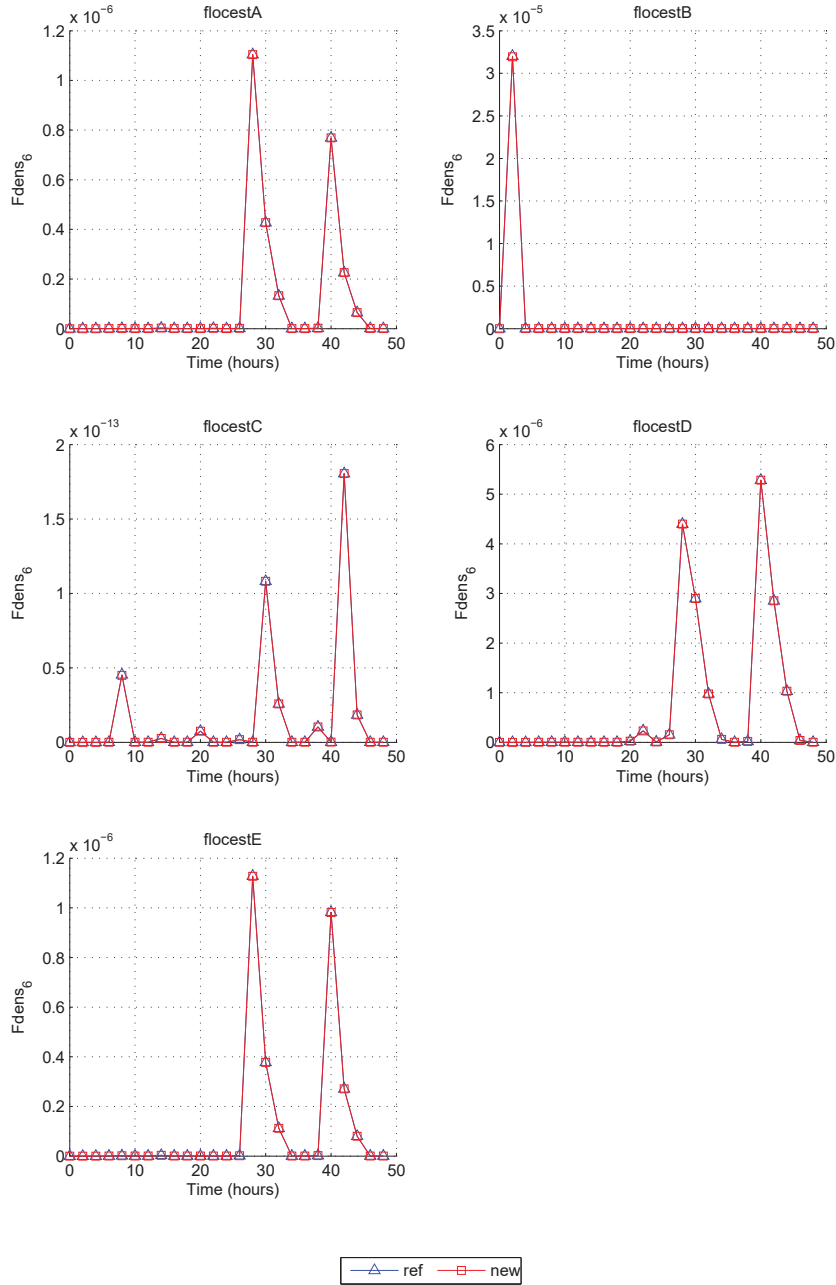 x 10−6
flocestA
1.2
1
0.8
0.6
0.4
0.2
0
Fdens6
0 10 20 30 40 50
Time (hours)
x 10−5
flocestB
3.5
3
2.5
2
1.5
1
0.5
0
Fdens6
0 10 20 30 40 50
Time (hours)
x 10−13
flocestC
2
1.5
1
0.5
0
Fdens6
0 10 20 30 40 50
Time (hours)
x 10−6
flocestD
6
5
4
3
2
1
0
Fdens6
0 10 20 30 40 50
Time (hours)
x 10−6
flocestE
1.2
1
0.8
0.6
0.4
0.2
0
Fdens6
0 10 20 30 40 50
Time (hours)
ref new